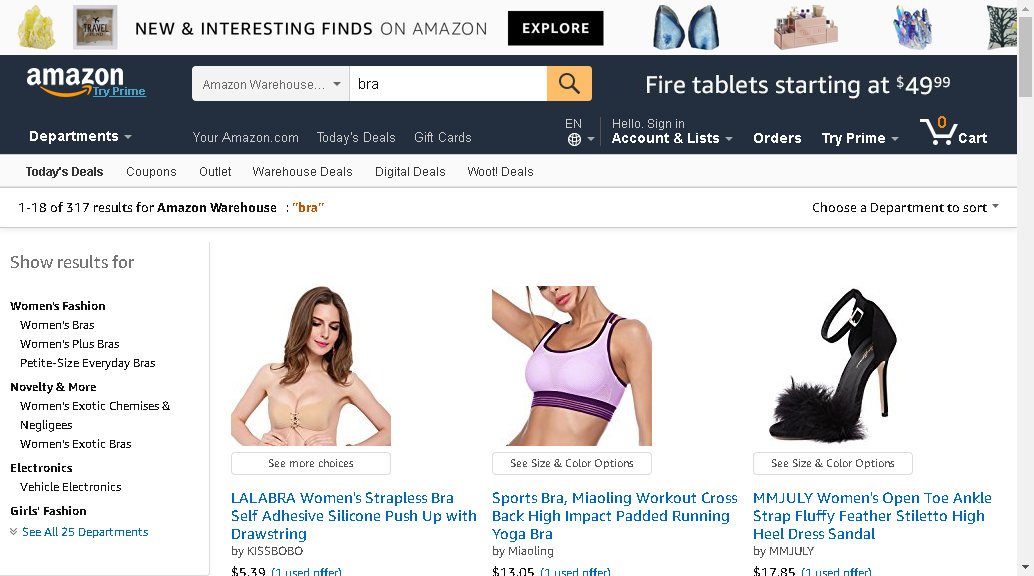 TRAVEL
NEW & INTERESTING FINDS ON AMAZON
EXPLORE
amazon
Try Prime
Amazon Warehouse...
bra
Fire tablets starting at $49.99
Departments
Your Amazon.com
Today's Deals
Gift Cards
EN
Hello. Sign in
Account & Lists
Orders
Try Prime
0
Cart
Today's Deals
Coupons
Outlet
Warehouse Deals
Digital Deals
Woot! Deals
1-18 of 317 results for Amazon Warehouse : "bra"
Choose a Department to sort
Show results for
Women's Fashion
Women's Bras
Women's Plus Bras
Petite-Size Everyday Bras
Novelty & More
Women's Exotic Chemises &
Negligees
Women's Exotic Bras
Electronics
Vehicle Electronics
Girls' Fashion
See All 25 Departments
See more choices
LALABRA Women's Strapless Bra
Self Adhesive Silicone Push Up with
Drawstring
by KISSBOBO
$5.39 (1 used offer)
See Size & Color Options
Sports Bra, Miaoling Workout Cross
Back High Impact Padded Running
Yoga Bra
by Miaoling
$13.05 (1 used offer)
See Size & Color Options
MMJULY Women's Open Toe Ankle
Strap Fluffy Feather Stiletto High
Heel Dress Sandal
by MMJULY
$17.85 (1 used offer)